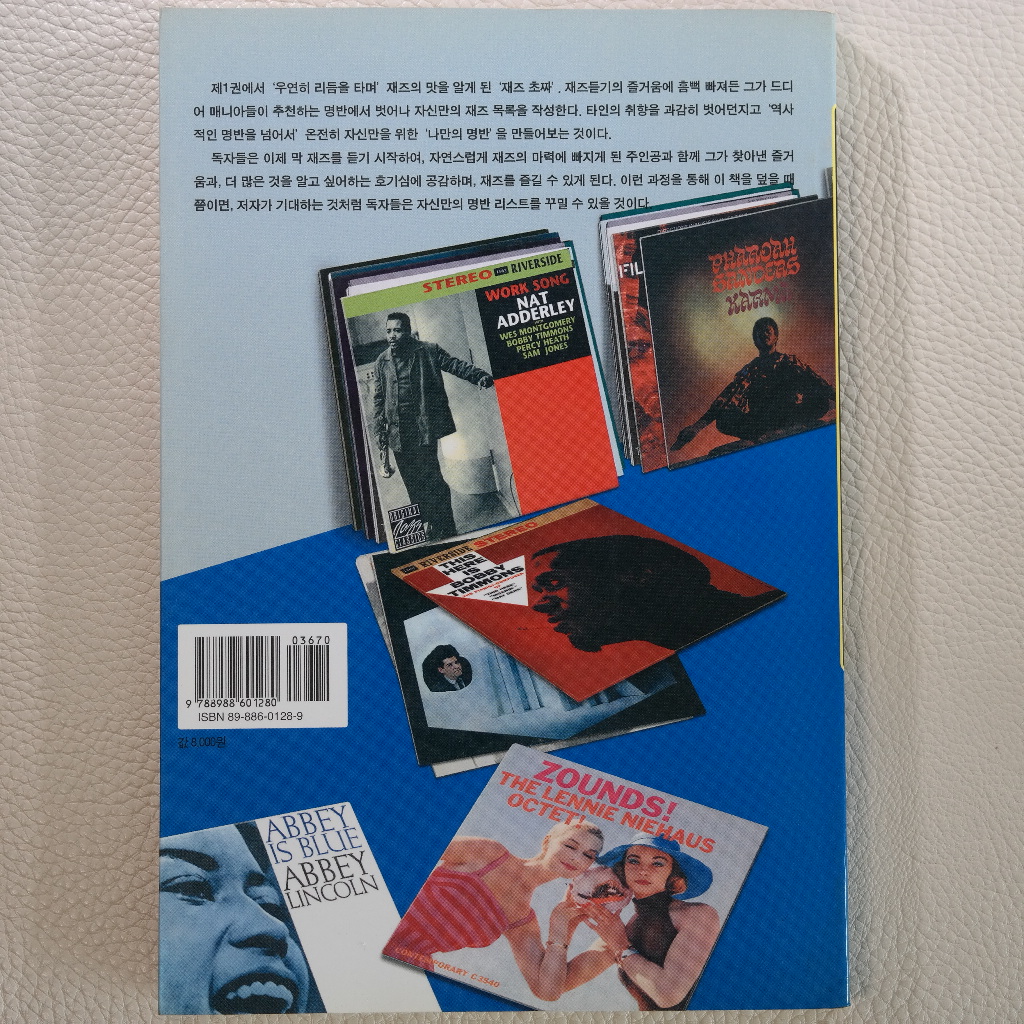 제1권에서 '우연히 리듬을 타며' 재즈의 맛을 알게 된 '재즈 초짜'. 재즈듣기의 즐거움에 흠뻑 빠져든 그가 드디
어 매니아들이 추천하는 명반에서 벗어나 자신만의 재즈 목록을 작성한다. 타인의 취향을 과감히 벗어던지고 '역사
적인 명반을 넘어서' 온전히 자신만을 위한 '나만의 명반'을 만들어보는 것이다.
독자들은 이제 막 재즈를 듣기 시작하여, 자연스럽게 재즈의 마력에 빠지게 된 주인공과 함께 그가 찾아낸 즐거
움과, 더 많은 것을 알고 싶어하는 호기심에 공감하며, 재즈를 즐길 수 있게 된다. 이런 과정을 통해 이 책을 덮을 때
쯤이면, 저자가 기대하는 것처럼 독자들은 자신만의 명반 리스트를 꾸밀 수 있을 것이다.
STEREO RIVERSIDE
WORK SONG
NAT
ADDERLEY
WES MONTGOMERY
BOBBY TIMMONS
PERCY HEATH
SAM JONES
ORIGINAL
Jazz
CLASSICS
FIL
PHAROAH
SANDERS
KARMA
RIVERSIDE STEREO
THIS
HERE
IS
BOBBY
TIMMONS
03670
9 788988 601280
ISBN 89-886-0128-9
값 8,000원
ABBEY
IS BLUE
ABBEY
LINCOLN
ZOUNDS!
THE LENNIE NIEHAUS
OCTET!
CONTEMPORARY C3540